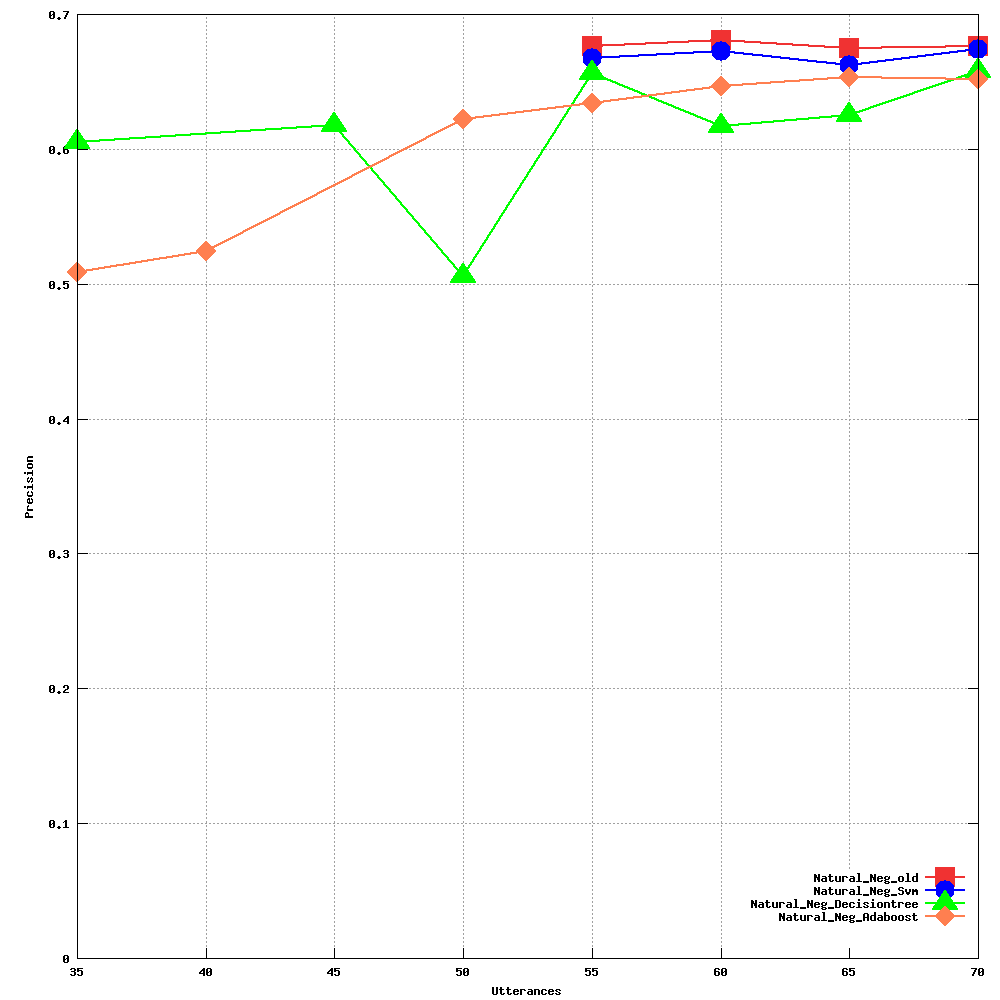 0.7
0.6
0.5
0.4
0.3
0.2
0.1
0
Precision
35 40 45 50 55 60 65 70
Utterances
Natural_Neg_old
Natural_Neg_Svm
Natural_Neg_Decisiontree
Natural_Neg_Adaboost